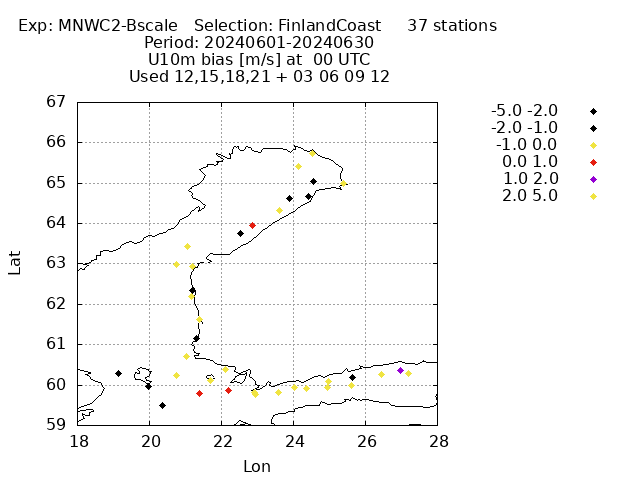 Exp: MNWC2-Bscale   Selection: FinlandCoast     37 stations
Period: 20240601-20240630
U10m bias [m/s] at  00 UTC
Used 12,15,18,21 + 03 06 09 12
-5.0 -2.0
-2.0 -1.0
-1.0 0.0
0.0 1.0
1.0 2.0
2.0 5.0
67
66
65
64
63
62
61
60
59
Lat
18 20 22 24 26 28
Lon